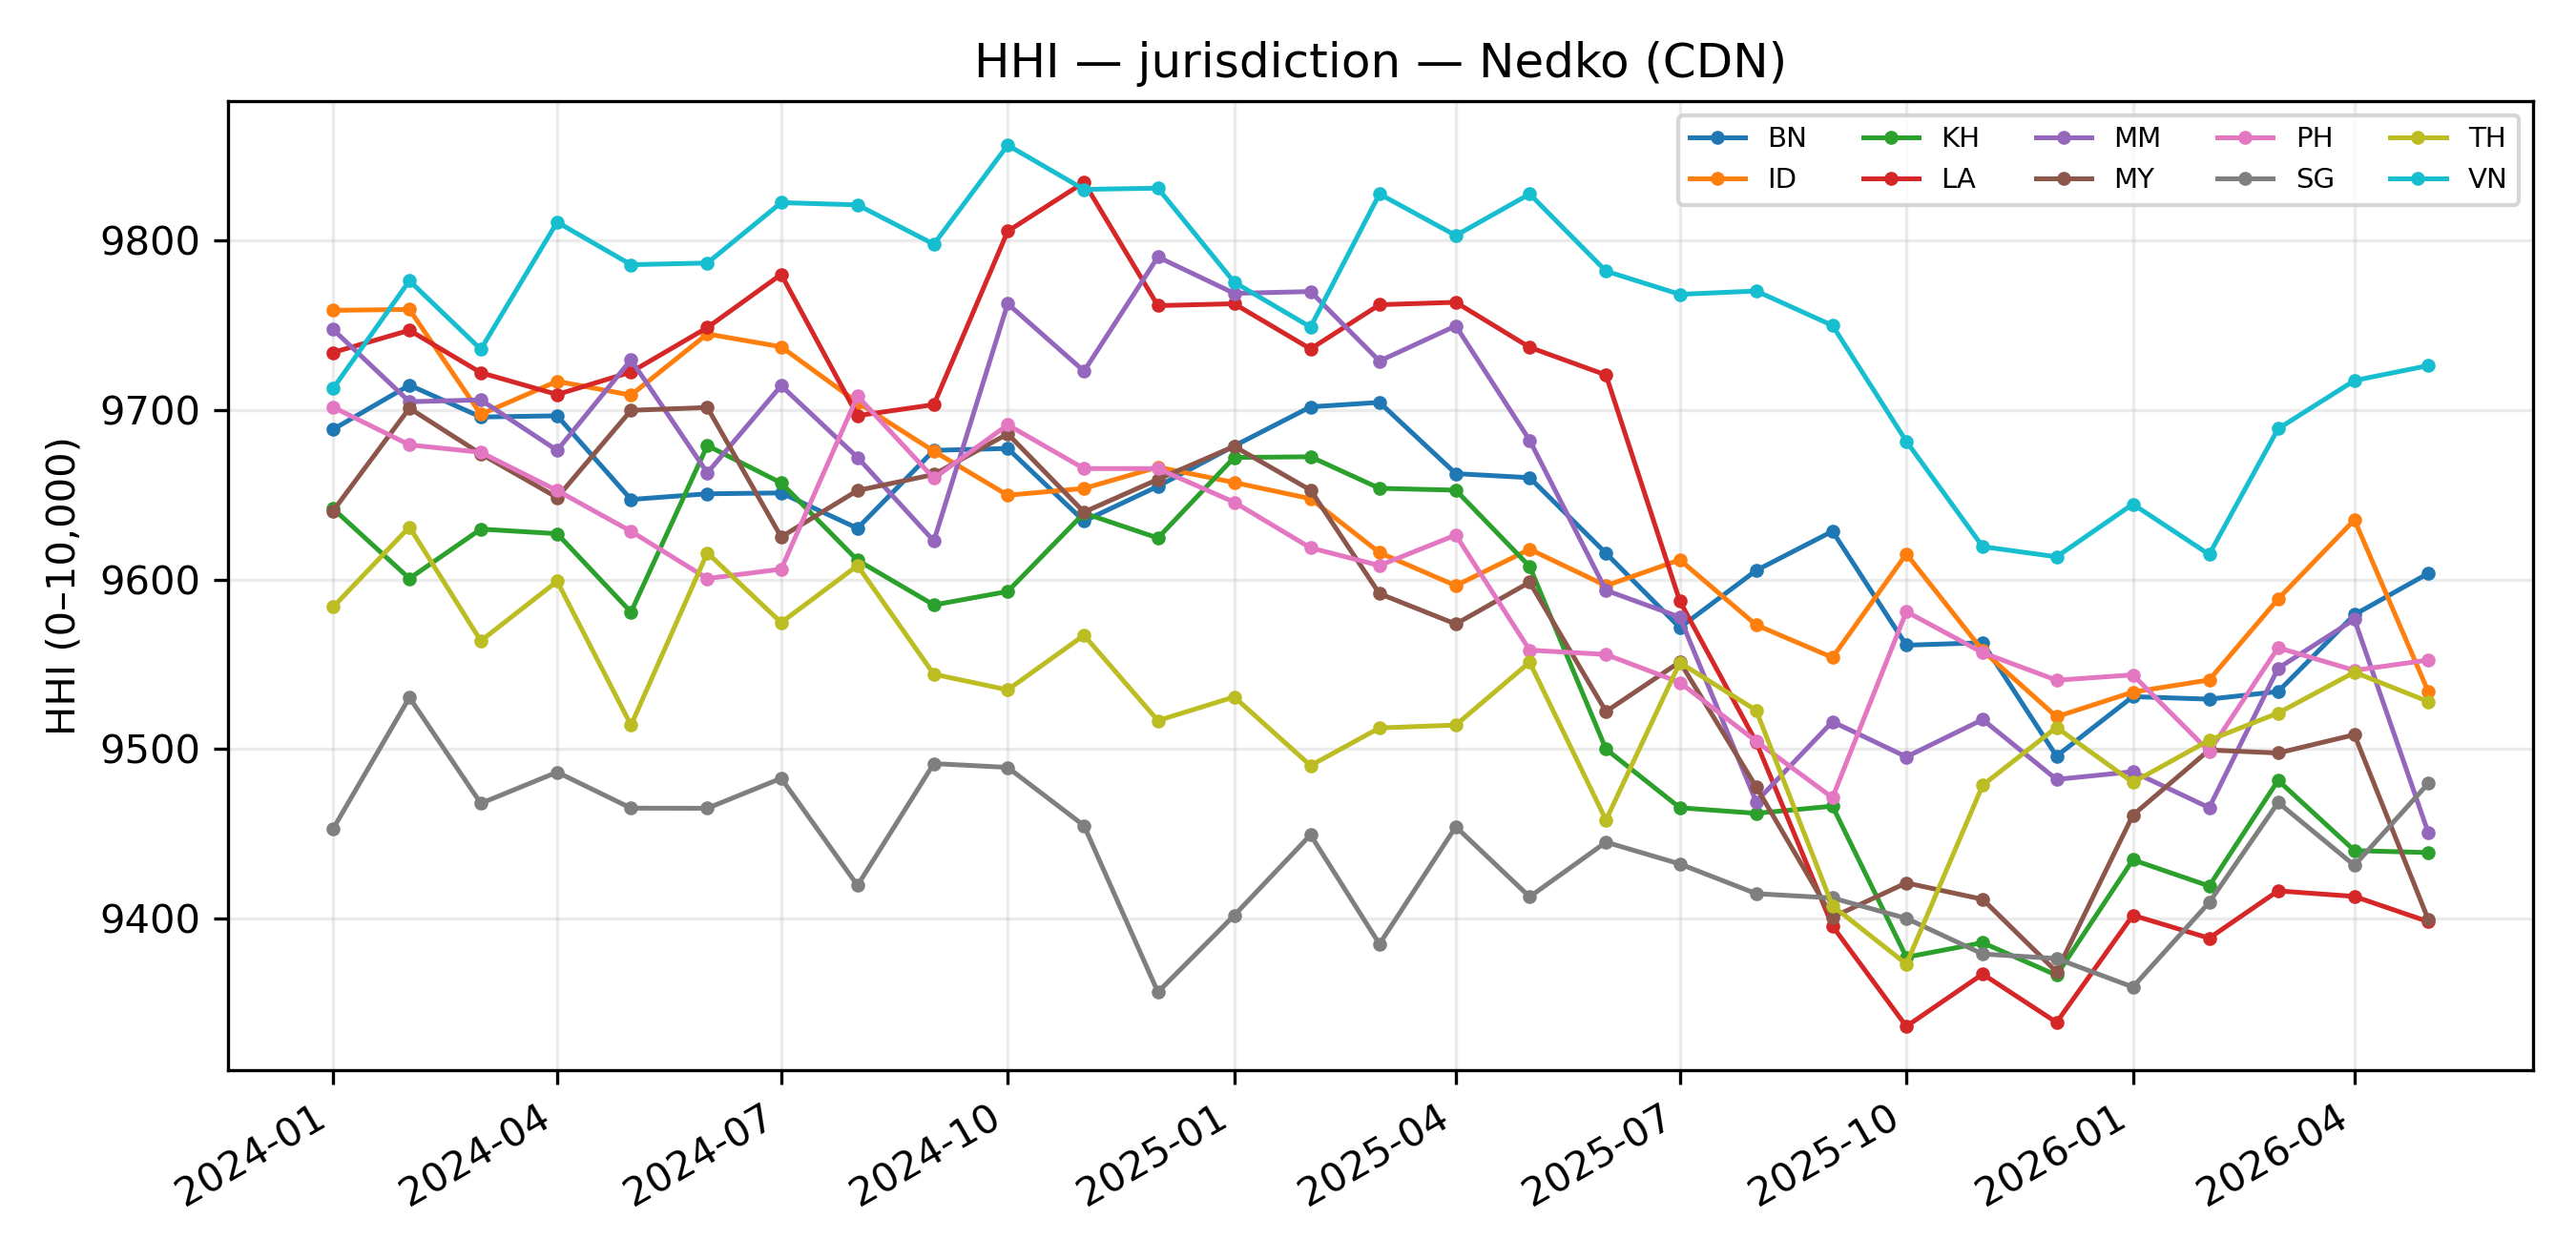 HHI — jurisdiction — Nedko (CDN)
BN KH MM PH TH
ID LA MY SG VN
HHI (0–10,000)
9800
9700
9600
9500
9400
2024-01 2024-04 2024-07 2024-10 2025-01 2025-04 2025-07 2025-10 2026-01 2026-04